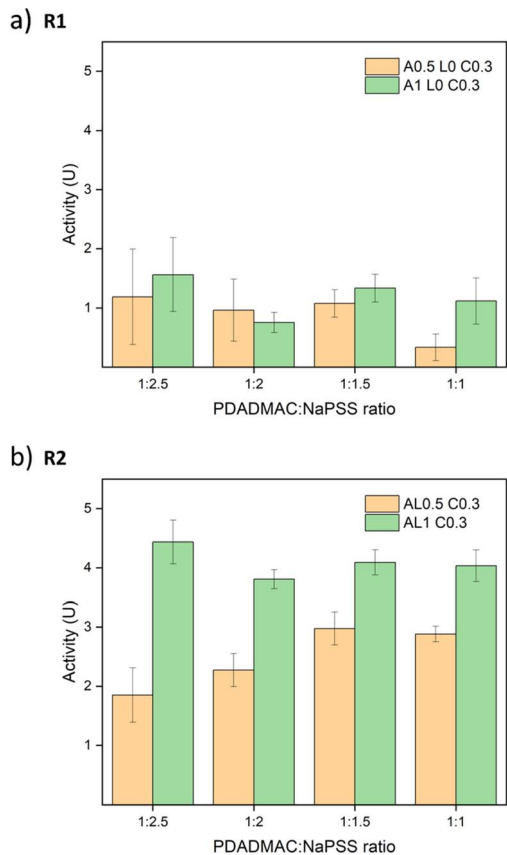 a) R1
A0.5 L0 C0.3
A1 L0 C0.3
5
4
3
2
1
Activity (U)
1:2.5 1:2 1:1.5 1:1
PDADMAC:NaPSS ratio
b) R2
AL0.5 C0.3
AL1 C0.3
5
4
3
2
1
Activity (U)
1:2.5 1:2 1:1.5 1:1
PDADMAC:NaPSS ratio